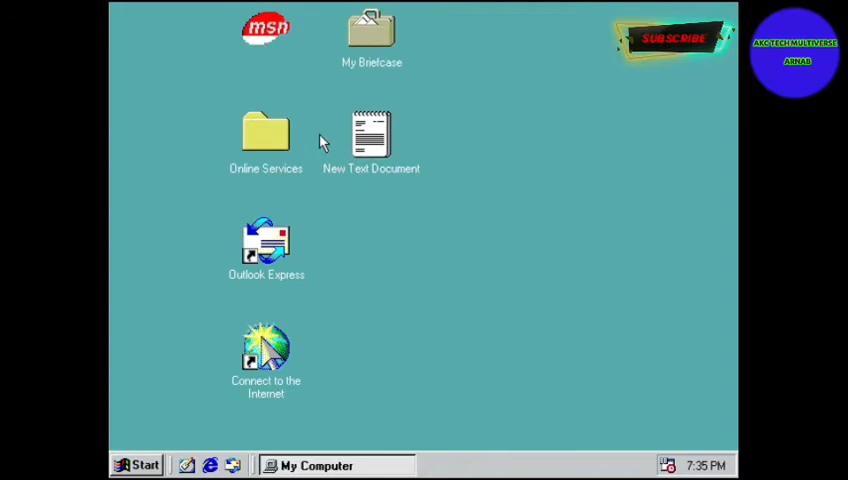 msn
My Briefcase
SUBSCRIBE
AKC TECH MULTIVERSE
ARNAB
Online Services
New Text Document
Outlook Express
Connect to the
Internet
Start
My Computer
7:35 PM